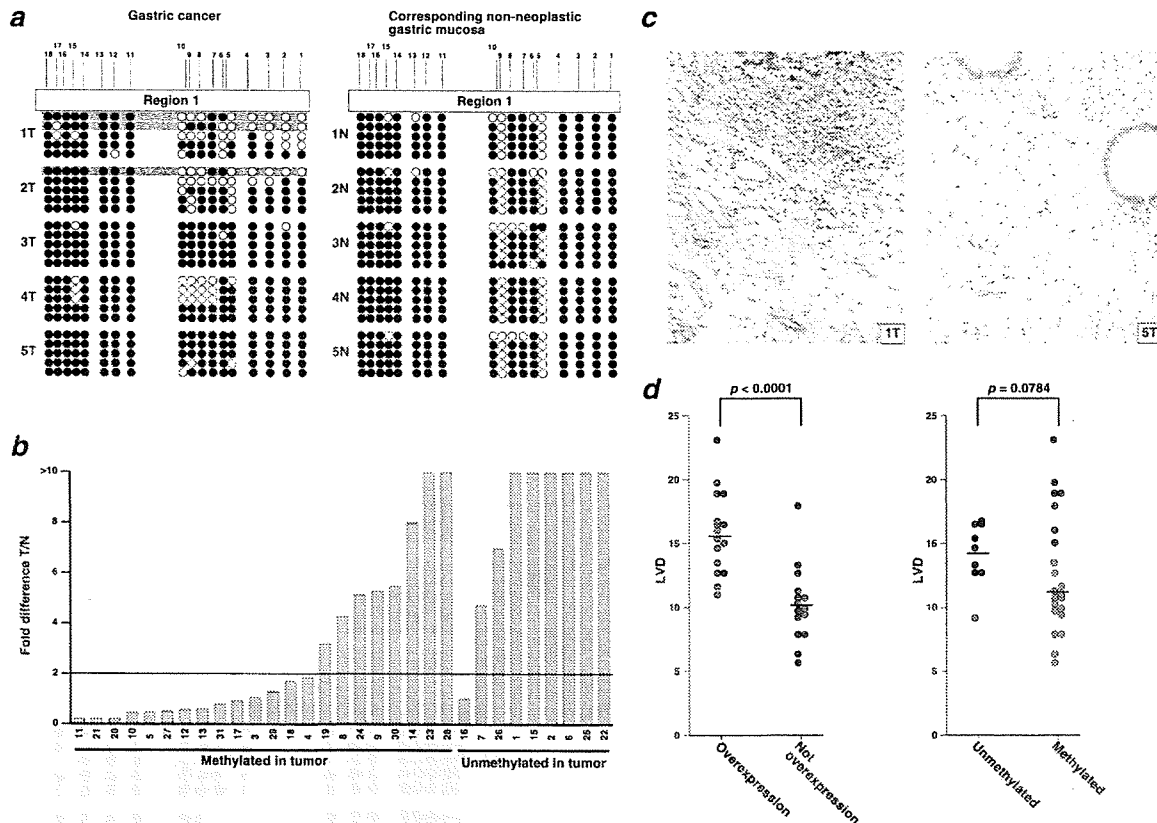 a
Gastric cancer
18 17 16 15 14 13 12 11 10 9 8 7 6 5 4 3 2 1
Region 1
1T
2T
3T
4T
5T
Corresponding non-neoplastic
gastric mucosa
18 17 16 15 14 13 12 11 10 9 8 7 6 5 4 3 2 1
Region 1
1N
2N
3N
4N
5N
b
Fold difference T/N
>10
8
6
4
2
0
11 21 20 10 5 27 12 13 31 17 3 29 18 4 19 8 24 9 30 14 23 28 16 7 26 1 15 2 6 25 22
Methylated in tumor
Unmethylated in tumor
c
1T
5T
d
p < 0.0001
LVD
25
20
15
10
5
0
Overexpression
Not overexpression
p = 0.0784
LVD
25
20
15
10
5
0
Unmethylated
Methylated